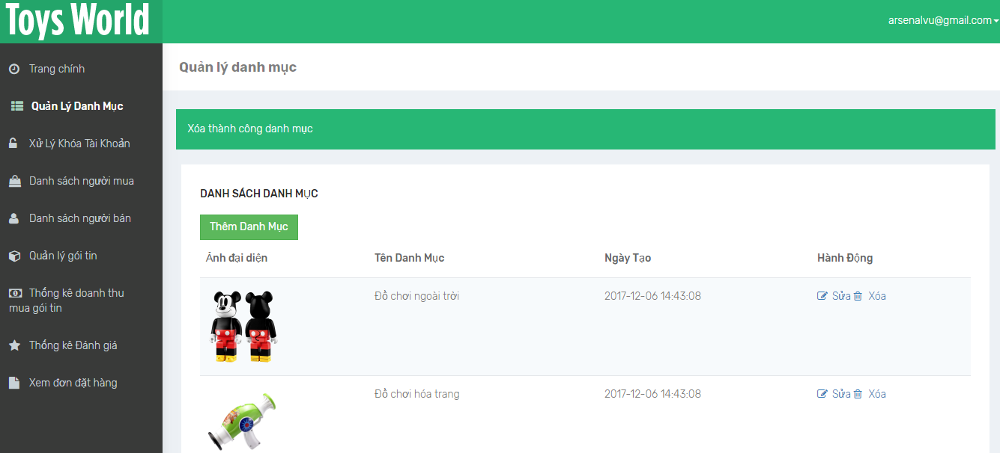 Toys World
arsenalvu@gmail.com
Trang chính
Quản Lý Danh Mục
Xử Lý Khóa Tài Khoản
Danh sách người mua
Danh sách người bán
Quản lý gói tin
Thống kê doanh thu
mua gói tin
Thống kê Đánh giá
Xem đơn đặt hàng
Quản lý danh mục
Xóa thành công danh mục
DANH SÁCH DANH MỤC
Thêm Danh Mục
Ảnh đại diện Tên Danh Mục Ngày Tạo Hành Động
Đồ chơi ngoài trời 2017-12-06 14:43:08 Sửa Xóa
Đồ chơi hóa trang 2017-12-06 14:43:08 Sửa Xóa